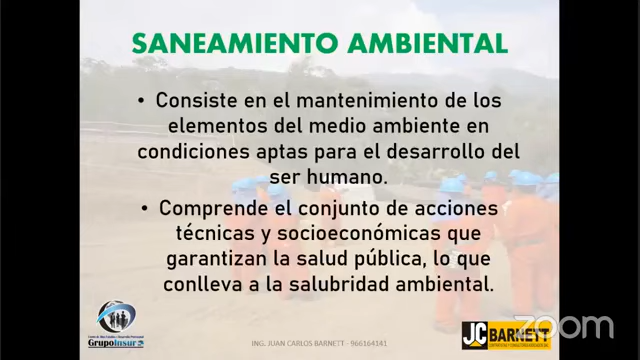 SANEAMIENTO AMBIENTAL
• Consiste en el mantenimiento de los
elementos del medio ambiente en
condiciones aptas para el desarrollo del
ser humano.
• Comprende el conjunto de acciones
técnicas y socioeconómicas que
garantizan la salud pública, lo que
conlleva a la salubridad ambiental.
GrupoInsur
ING. JUAN CARLOS BARNETT - 966164141
JC BARNETT
zoom